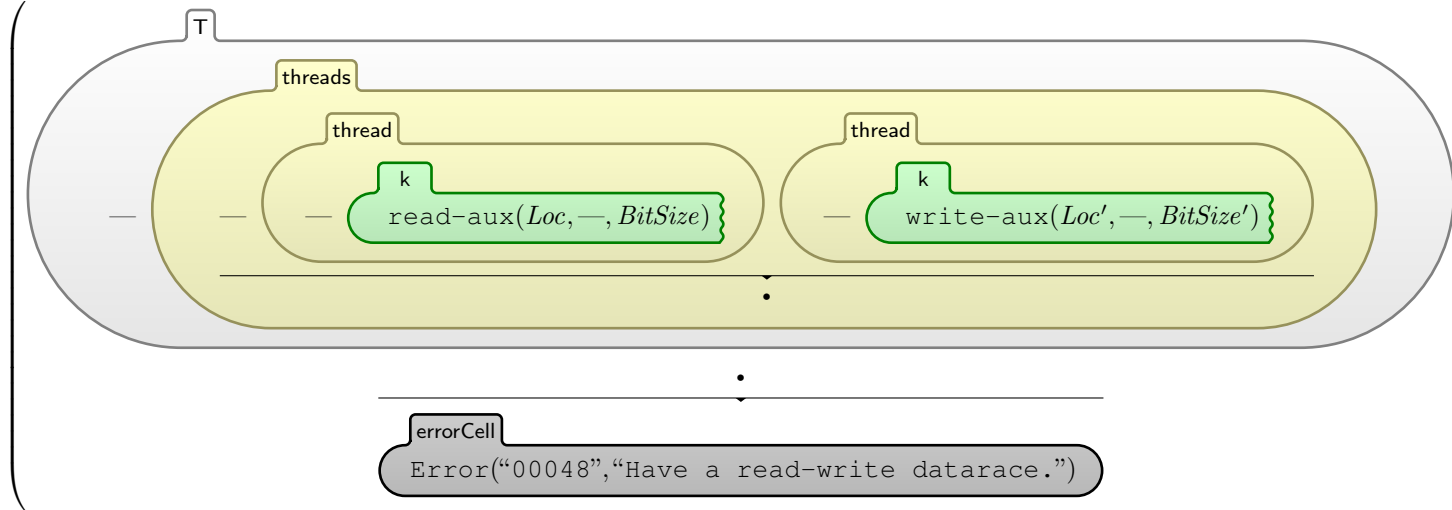 T
threads
thread thread
k k
— — — read-aux(Loc, —, BitSize) — write-aux(Loc′, —, BitSize′)
•
•
errorCell
Error(“00048”,“Have a read-write datarace.”)